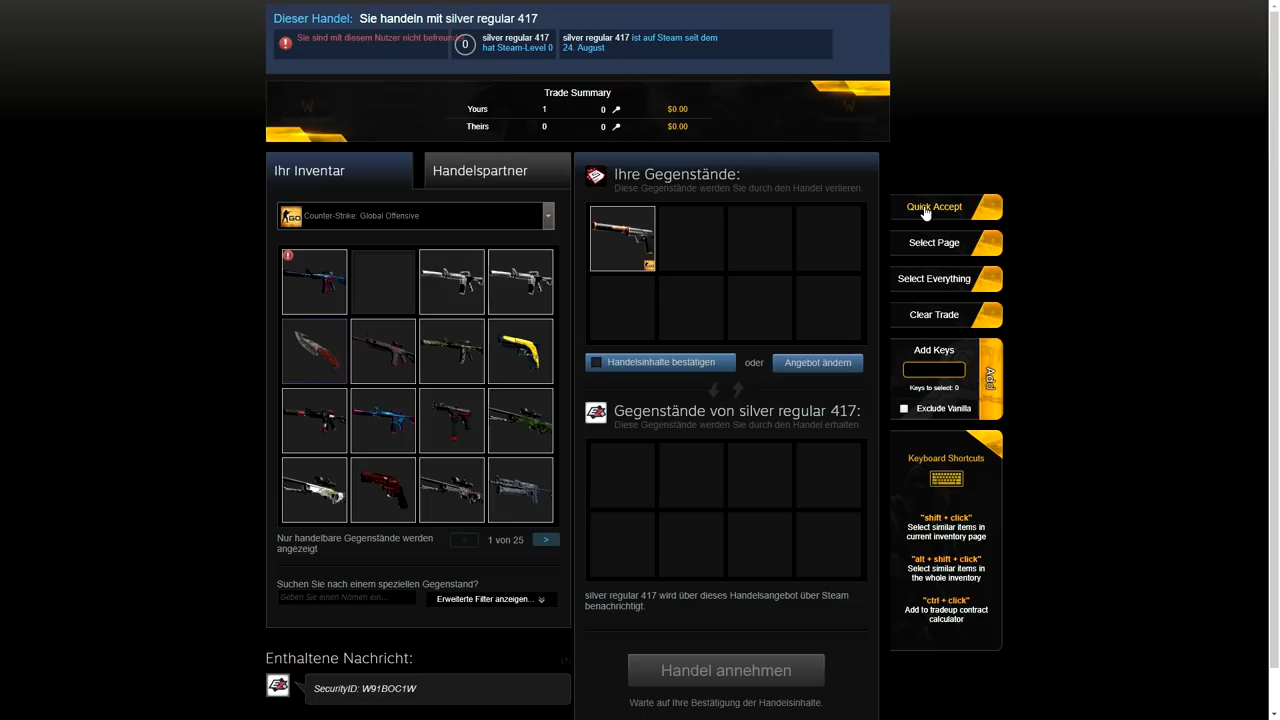 Dieser Handel: Sie handeln mit silver regular 417
Sie sind mit diesem Nutzer nicht befreundet
0
silver regular 417
hat Steam-Level 0
silver regular 417 ist auf Steam seit dem
24. August
Trade Summary
Yours 1 0 $0.00
Theirs 0 0 $0.00
Ihr Inventar
Handelspartner
Counter-Strike: Global Offensive
Nur handelbare Gegenstände werden
angezeigt
< 1 von 25 >
Suchen Sie nach einem speziellen Gegenstand?
Geben Sie einen Namen ein...
Erweiterte Filter anzeigen...
Enthaltene Nachricht:
(?)
SecurityID: W91BOC1W
Ihre Gegenstände:
Diese Gegenstände werden Sie durch den Handel verlieren.
Handelsinhalte bestätigen oder Angebot ändern
Gegenstände von silver regular 417:
Diese Gegenstände werden Sie durch den Handel erhalten
silver regular 417 wird über dieses Handelsangebot über Steam
benachrichtigt.
Handel annehmen
Warte auf Ihre Bestätigung der Handelsinhalte.
Quick Accept
Select Page
Select Everything
Clear Trade
Add Keys
Keys to select: 0
Exclude Vanilla
Add
Keyboard Shortcuts
"shift + click"
Select similar items in
current inventory page
"alt + shift + click"
Select similar items in
the whole inventory
"ctrl + click"
Add to tradeup contract
calculator